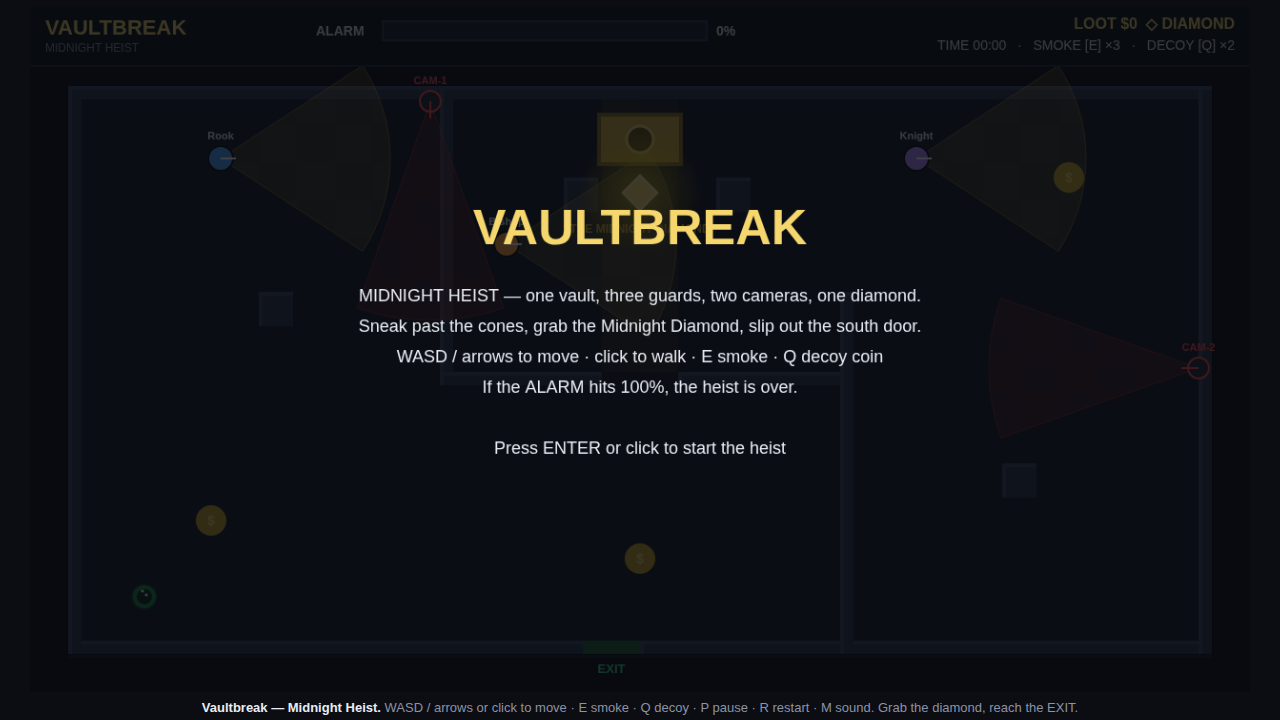 VAULTBREAK
MIDNIGHT HEIST
ALARM 0%
LOOT $0 ◇ DIAMOND
TIME 00:00 · SMOKE [E] ×3 · DECOY [Q] ×2
CAM-1
Rook
Knight
$
VAULTBREAK
MIDNIGHT HEIST — one vault, three guards, two cameras, one diamond.
Sneak past the cones, grab the Midnight Diamond, slip out the south door.
CAM-2
WASD / arrows to move · click to walk · E smoke · Q decoy coin
If the ALARM hits 100%, the heist is over.
Press ENTER or click to start the heist
$
$
EXIT
Vaultbreak — Midnight Heist. WASD / arrows or click to move · E smoke · Q decoy · P pause · R restart · M sound. Grab the diamond, reach the EXIT.